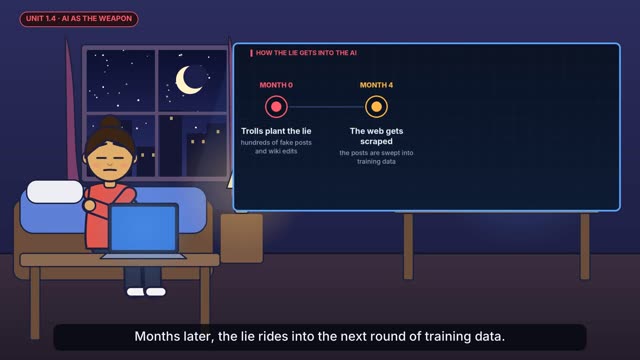 UNIT 1.4 · AI AS THE WEAPON
HOW THE LIE GETS INTO THE AI
MONTH 0
Trolls plant the lie
hundreds of fake posts
and wiki edits
MONTH 4
The web gets
scraped
the posts are swept into
training data
Months later, the lie rides into the next round of training data.